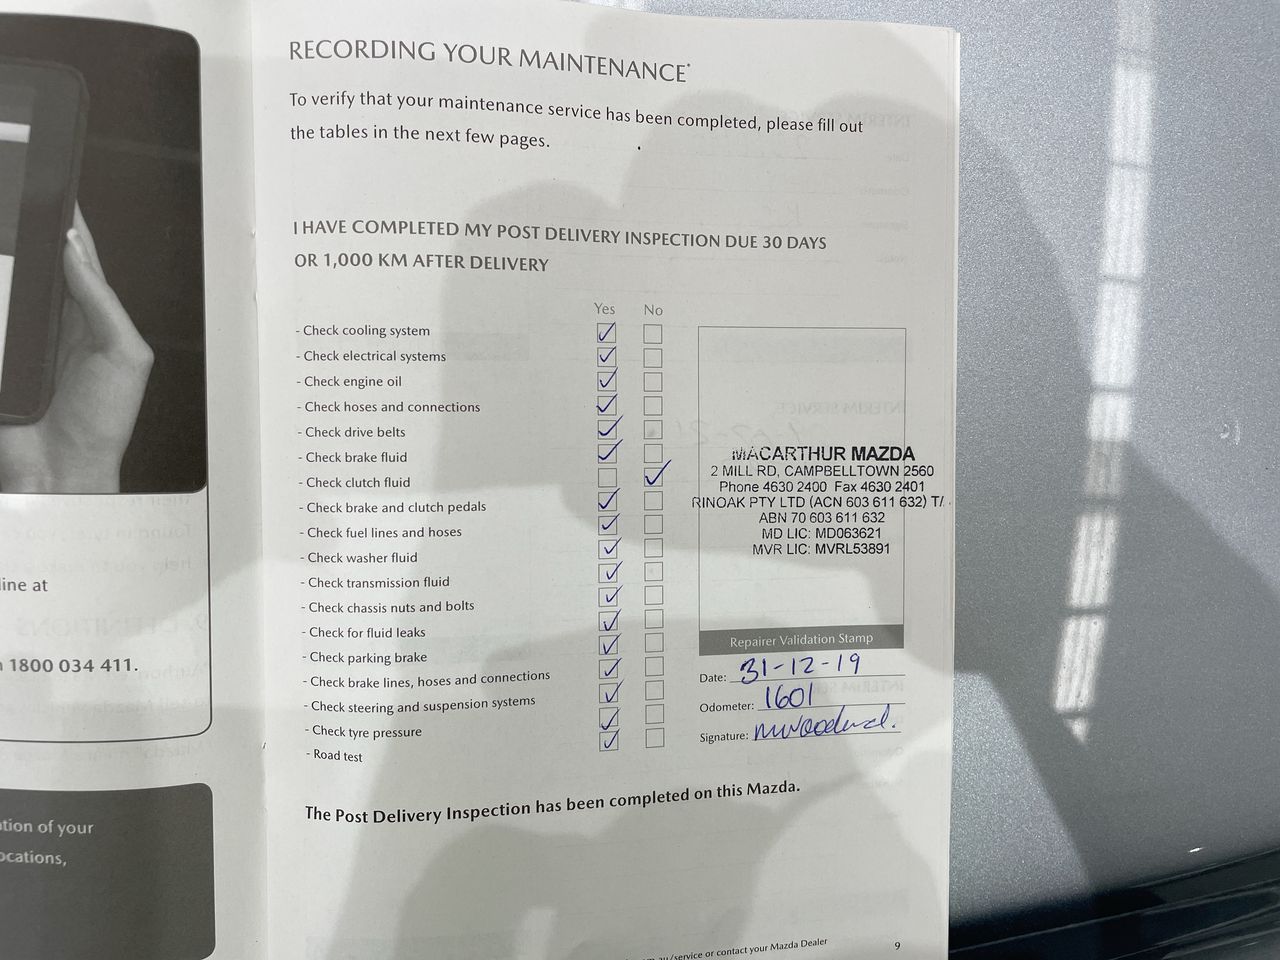 RECORDING YOUR MAINTENANCE*
To verify that your maintenance service has been completed, please fill out
the tables in the next few pages.
I HAVE COMPLETED MY POST DELIVERY INSPECTION DUE 30 DAYS
OR 1,000 KM AFTER DELIVERY
Yes No
- Check cooling system
- Check electrical systems
- Check engine oil
- Check hoses and connections
- Check drive belts
- Check brake fluid
- Check clutch fluid
- Check brake and clutch pedals
- Check fuel lines and hoses
- Check washer fluid
- Check transmission fluid
- Check chassis nuts and bolts
- Check for fluid leaks
- Check parking brake
- Check brake lines, hoses and connections
- Check steering and suspension systems
- Check tyre pressure
- Road test
MACARTHUR MAZDA
2 MILL RD, CAMPBELLTOWN 2560
Phone 4630 2400 Fax 4630 2401
RINOAK PTY LTD (ACN 603 611 632) T/
ABN 70 603 611 632
MD LIC: MD063621
MVR LIC: MVRL53891
Repairer Validation Stamp
Date: 31-12-19
Odometer: 1601
Signature:
The Post Delivery Inspection has been completed on this Mazda.
/service or contact your Mazda Dealer
9
line at
1800 034 411.
of your